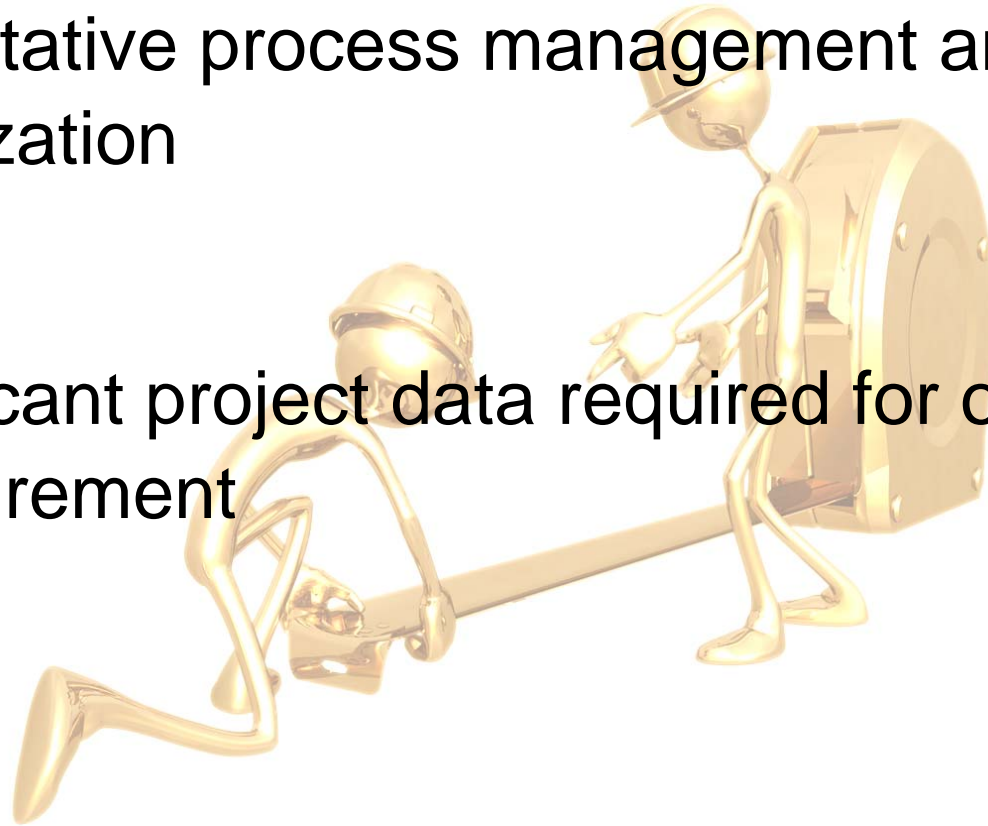 tative process management ar
zation
cant project data required for o
rement